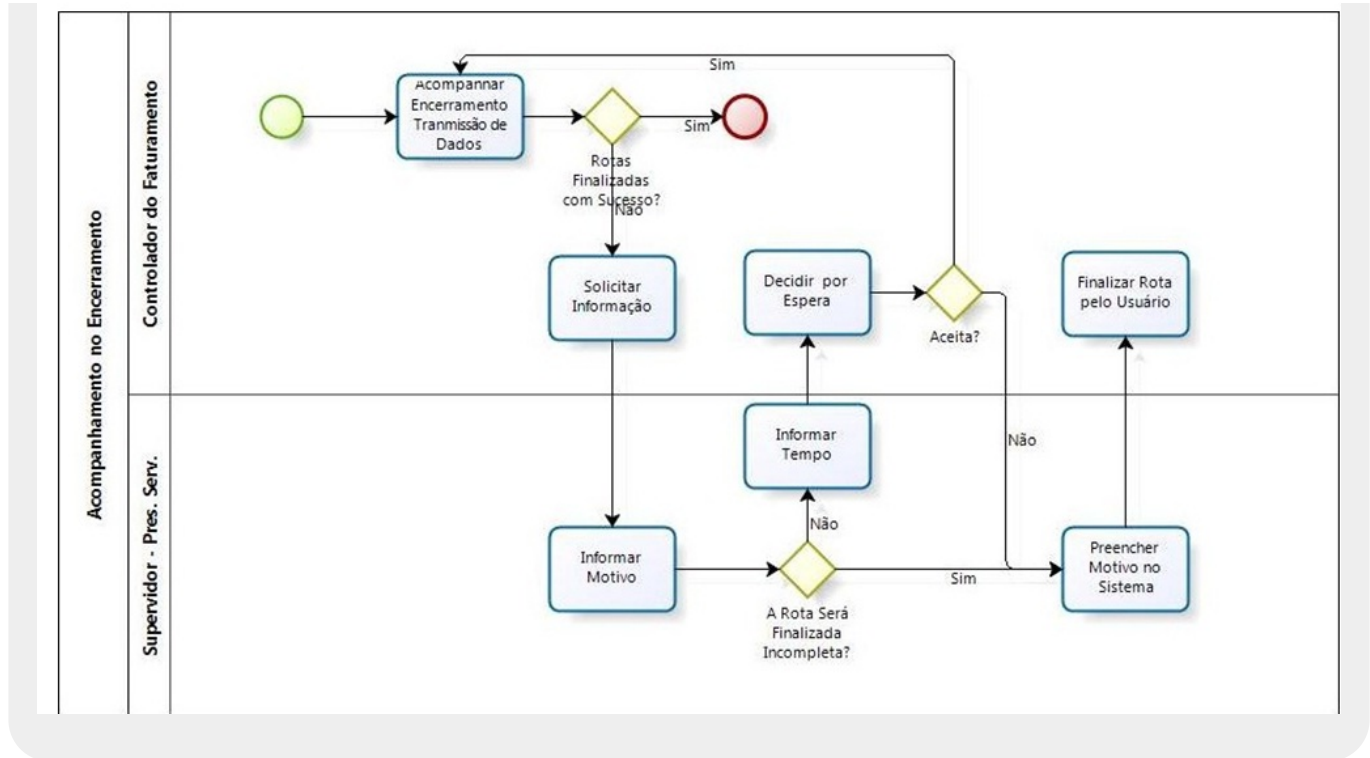 Acompanhamento no Encerramento
Controlador do Faturamento
Supervidor - Pres. Serv.
Acompanhar
Encerramento
Tranmissão de
Dados
Rotas
Finalizadas
com Sucesso?
Sim
Não
Sim
Solicitar
Informação
Decidir por
Espera
Aceita?
Finalizar Rota
pelo Usuário
Informar
Tempo
Não
Não
Informar
Motivo
A Rota Será
Finalizada
Incompleta?
Sim
Preencher
Motivo no
Sistema